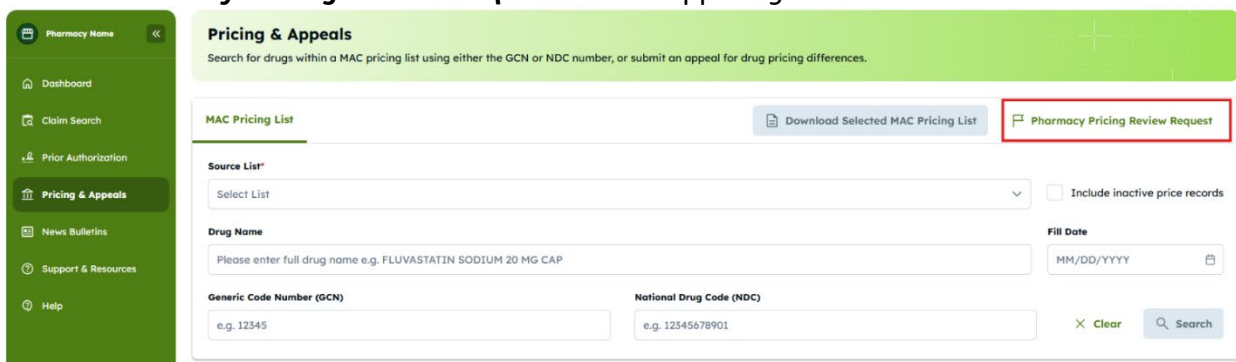 Pharmacy Name
Dashboard
Claim Search
Prior Authorization
Pricing & Appeals
News Bulletins
Support & Resources
Help
Pricing & Appeals
Search for drugs within a MAC pricing list using either the GCN or NDC number, or submit an appeal for drug pricing differences.
MAC Pricing List
Download Selected MAC Pricing List
Pharmacy Pricing Review Request
Source List*
Select List
Include inactive price records
Drug Name
Fill Date
Please enter full drug name e.g. FLUVASTATIN SODIUM 20 MG CAP
MM/DD/YYYY
Generic Code Number (GCN)
National Drug Code (NDC)
e.g. 12345
e.g. 12345678901
Clear
Search